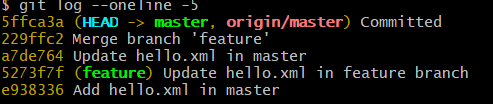 $ git log --oneline -5
5ffca3a (HEAD -> master, origin/master) Committed
229ffc2 Merge branch 'feature'
a7de764 Update hello.xml in master
5273f7f (feature) Update hello.xml in feature branch
e938336 Add hello.xml in master